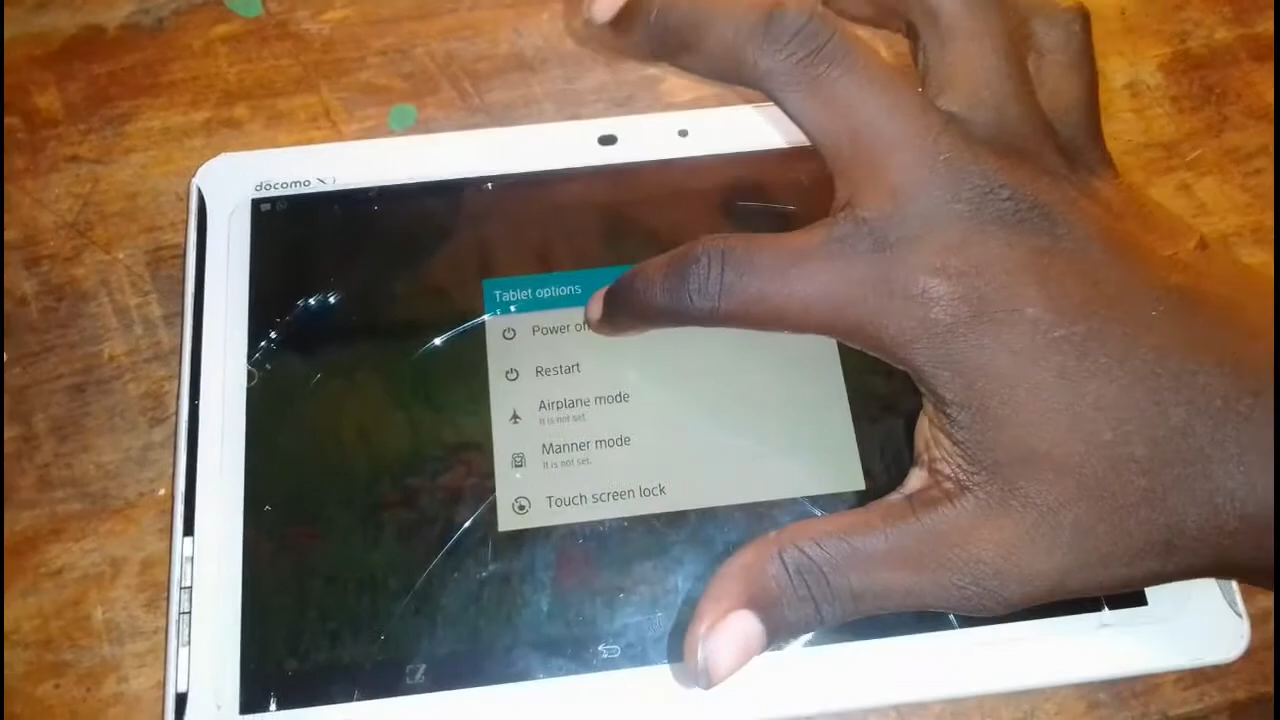 docomo
Tablet options
Power of
Restart
Airplane mode
It is not set.
Manner mode
It is not set.
Touch screen lock